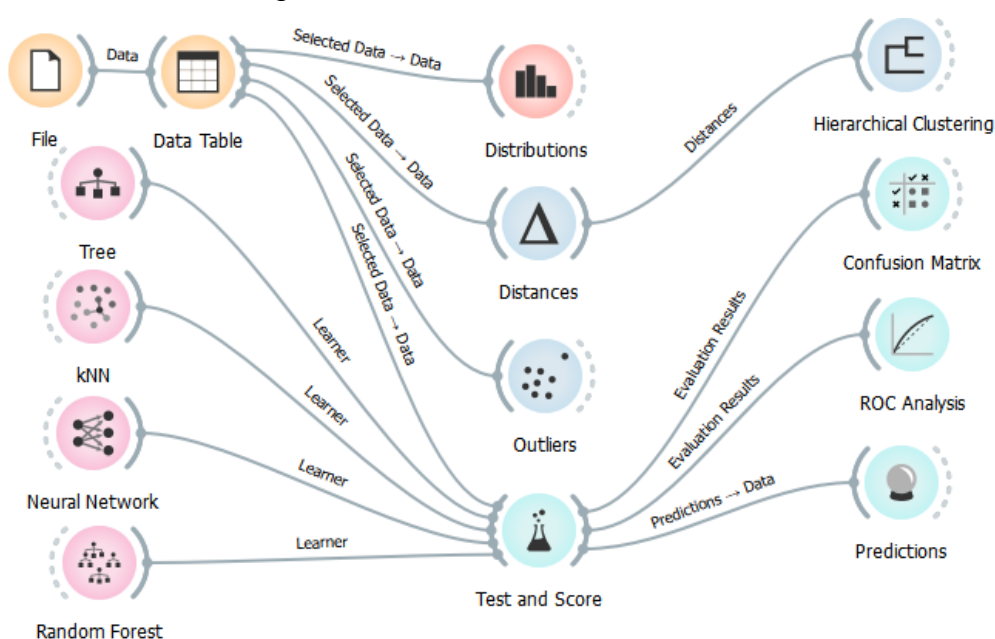 Data
Selected Data → Data
File
Data Table
Distributions
Hierarchical Clustering
Selected Data → Data
Distances
Selected Data → Data
Selected Data → Data
Tree
Distances
Confusion Matrix
Learner
kNN
Learner
Outliers
Evaluation Results
Evaluation Results
ROC Analysis
Neural Network
Learner
Predictions → Data
Predictions
Learner
Test and Score
Random Forest